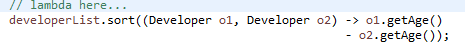 // lambda here...
developerList.sort((Developer o1, Developer o2) -> o1.getAge()
- o2.getAge());